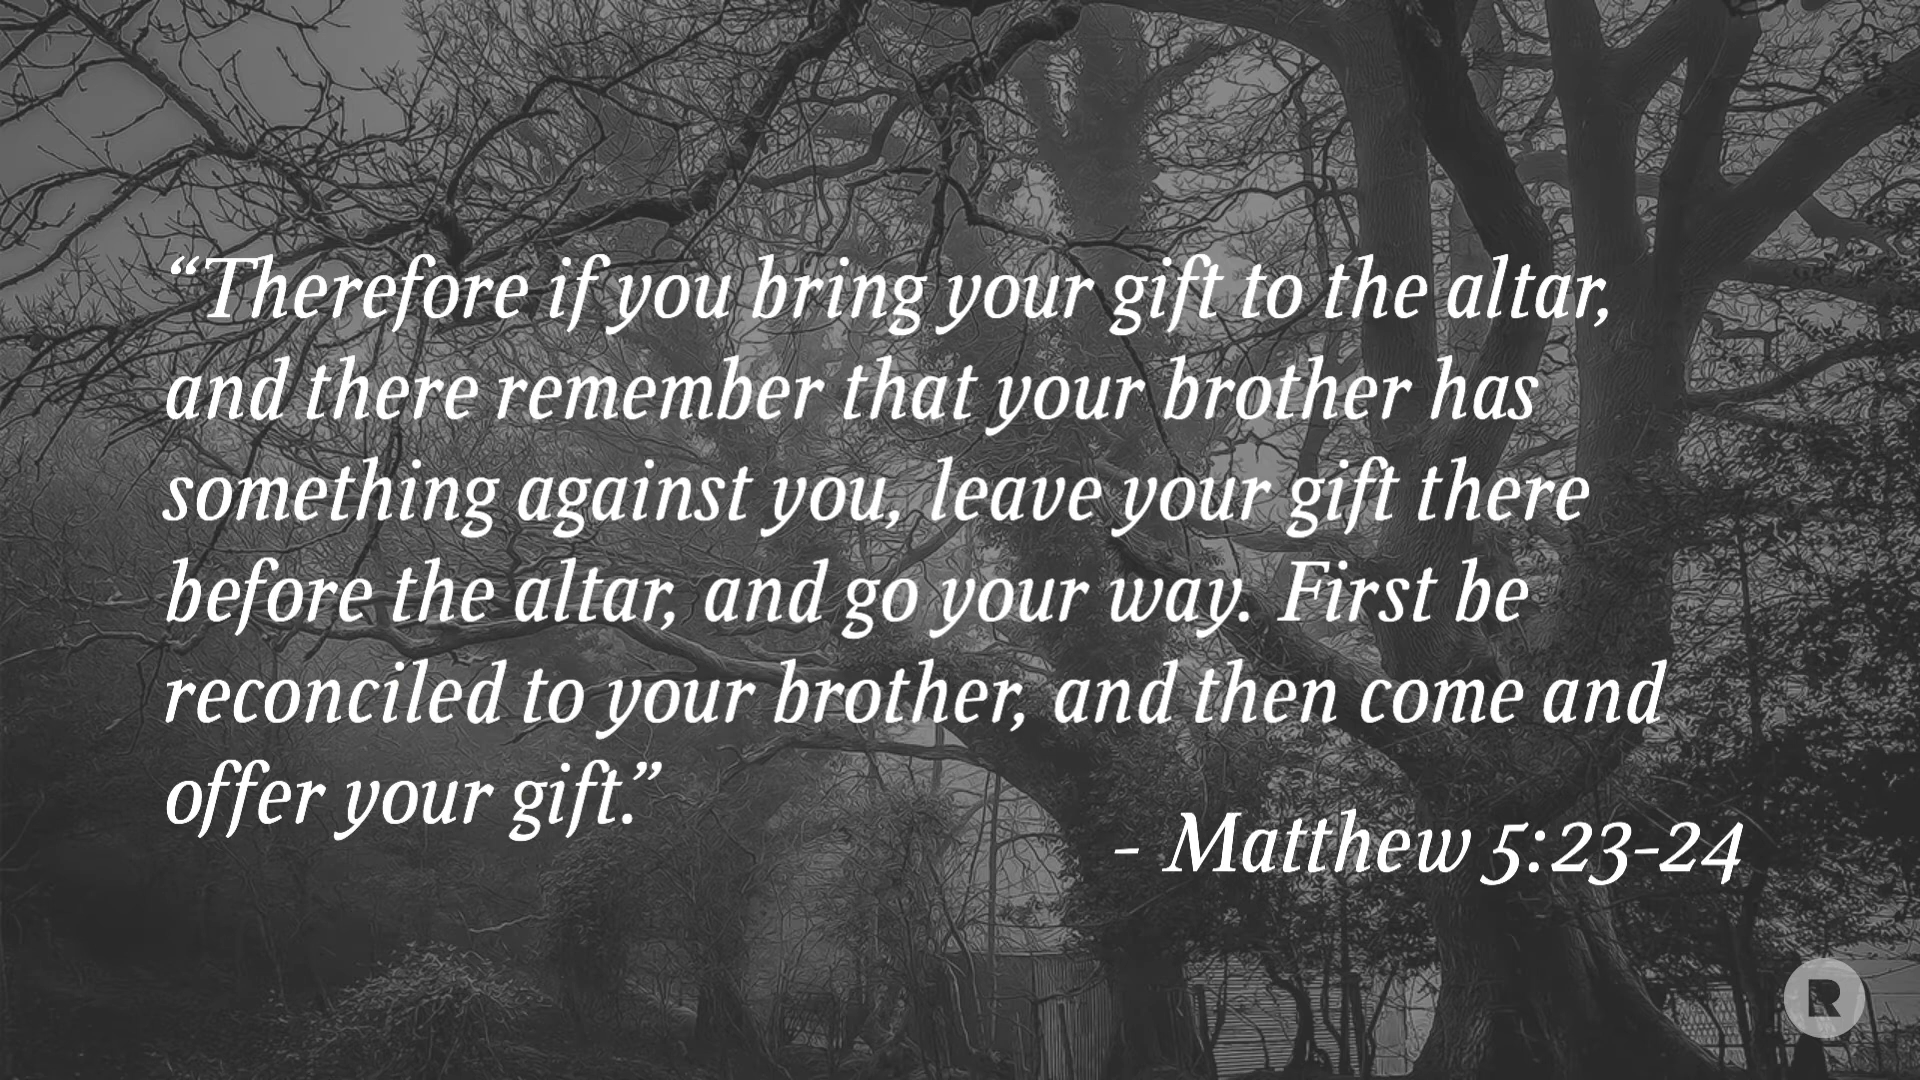 “Therefore if you bring your gift to the altar,
and there remember that your brother has
something against you, leave your gift there
before the altar, and go your way. First be
reconciled to your brother, and then come and
offer your gift.”
- Matthew 5:23-24
R